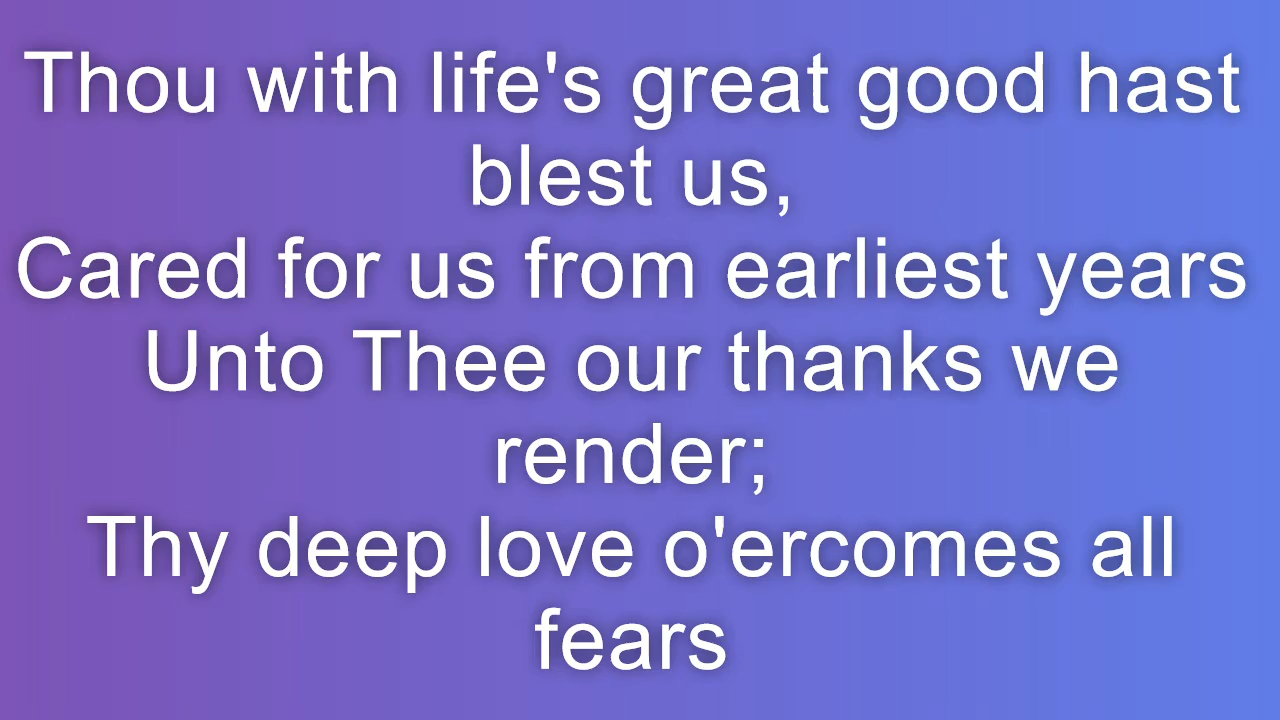 Thou with life's great good hast
blest us,
Cared for us from earliest years
Unto Thee our thanks we
render;
Thy deep love o'ercomes all
fears